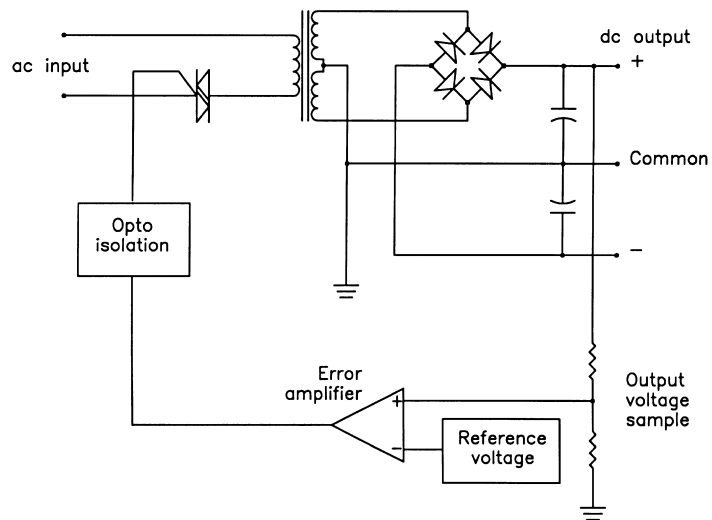 dc output
+
ac input
Common
Opto
isolation
−
Error
amplifier
+
−
Output
voltage
sample
Reference
voltage